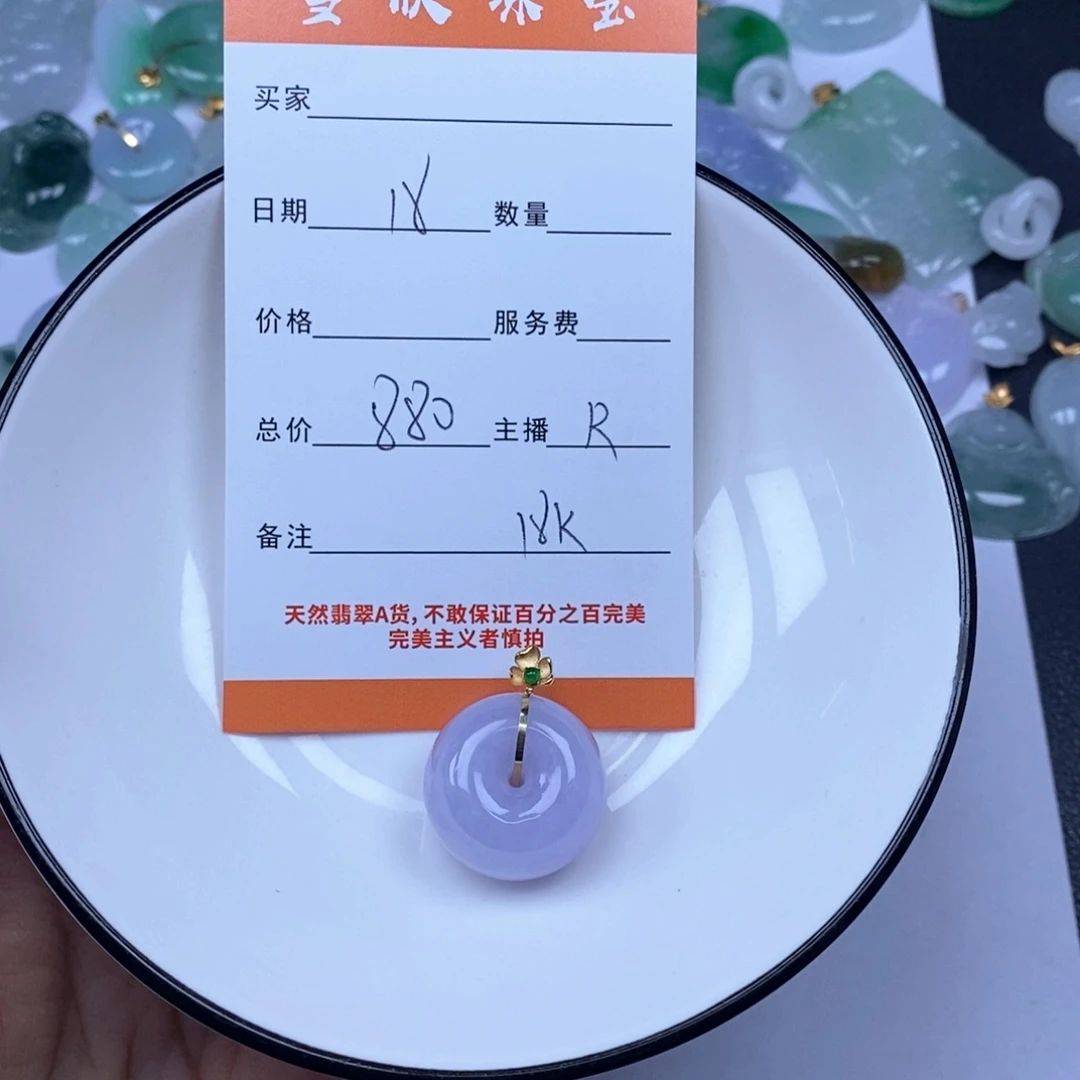 买家
日期 18 数量
价格 服务费
总价 880 主播 R
备注 18K
天然翡翠A货,不敢保证百分之百完美
完美主义者慎拍